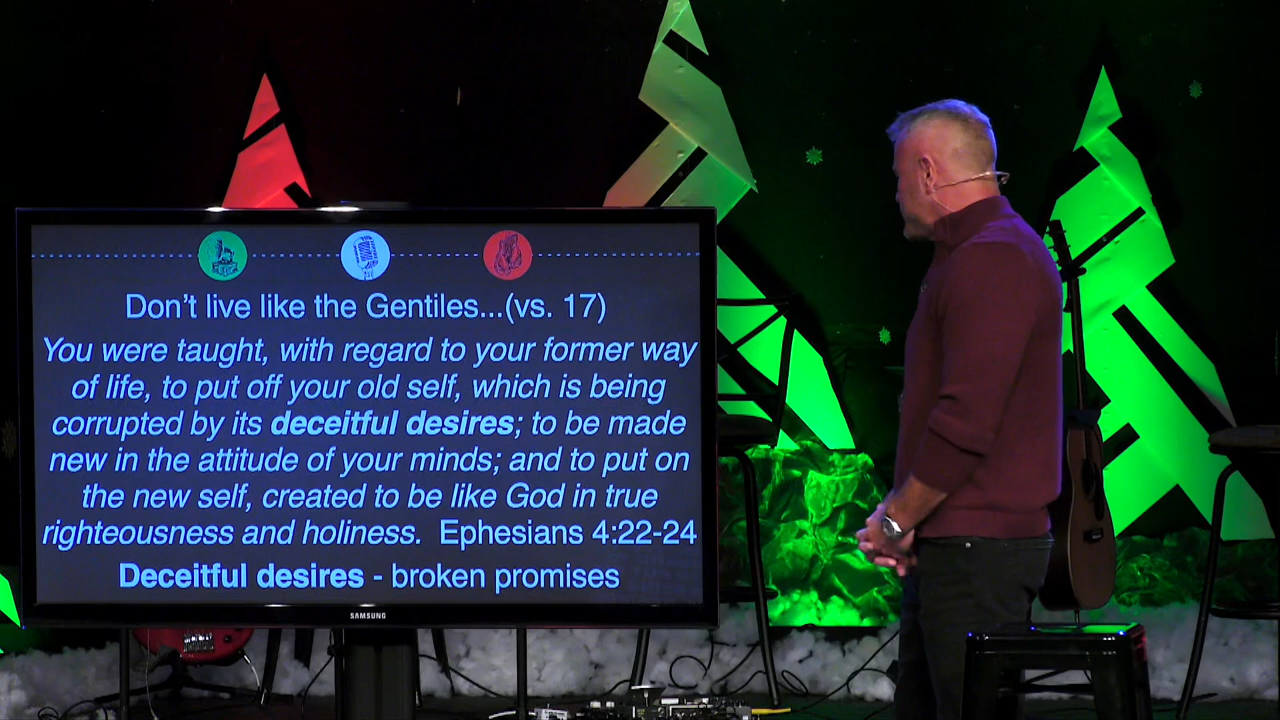 Don't live like the Gentiles...(vs. 17)
You were taught, with regard to your former way
of life, to put off your old self, which is being
corrupted by its deceitful desires; to be made
new in the attitude of your minds; and to put on
the new self, created to be like God in true
righteousness and holiness. Ephesians 4:22-24
Deceitful desires - broken promises
SAMSUNG